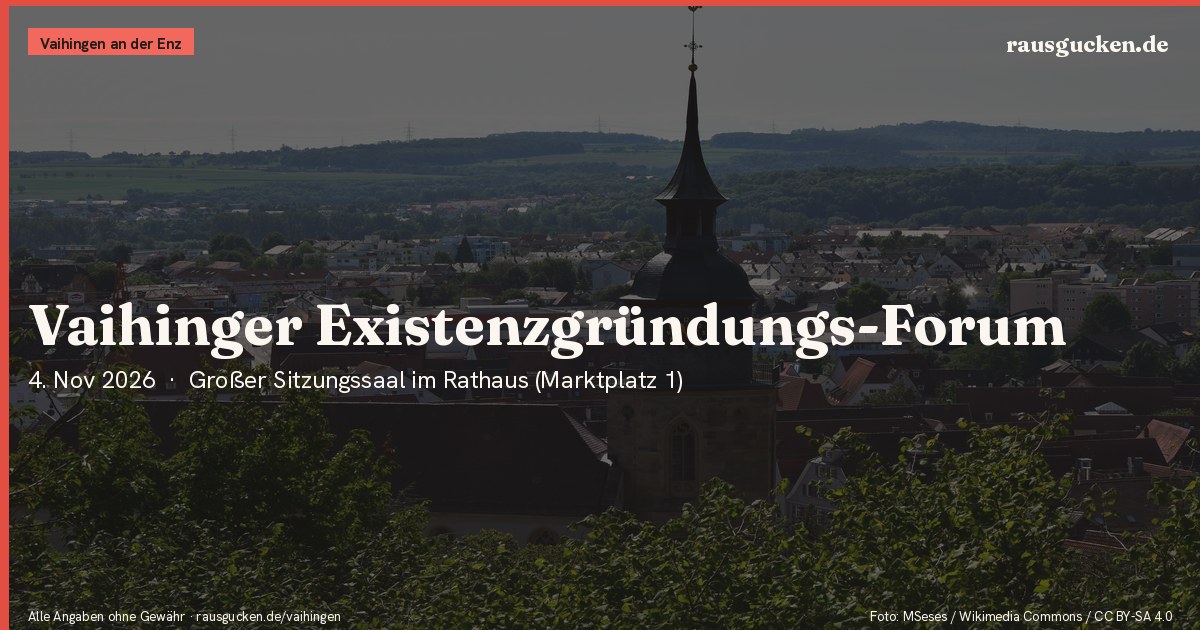 Vaihingen an der Enz
rausgucken.de
Vaihinger Existenzgründungs-Forum
4. Nov 2026 · Großer Sitzungssaal im Rathaus (Marktplatz 1)
Alle Angaben ohne Gewähr · rausgucken.de/vaihingen
Foto: MSeses / Wikimedia Commons / CC BY-SA 4.0